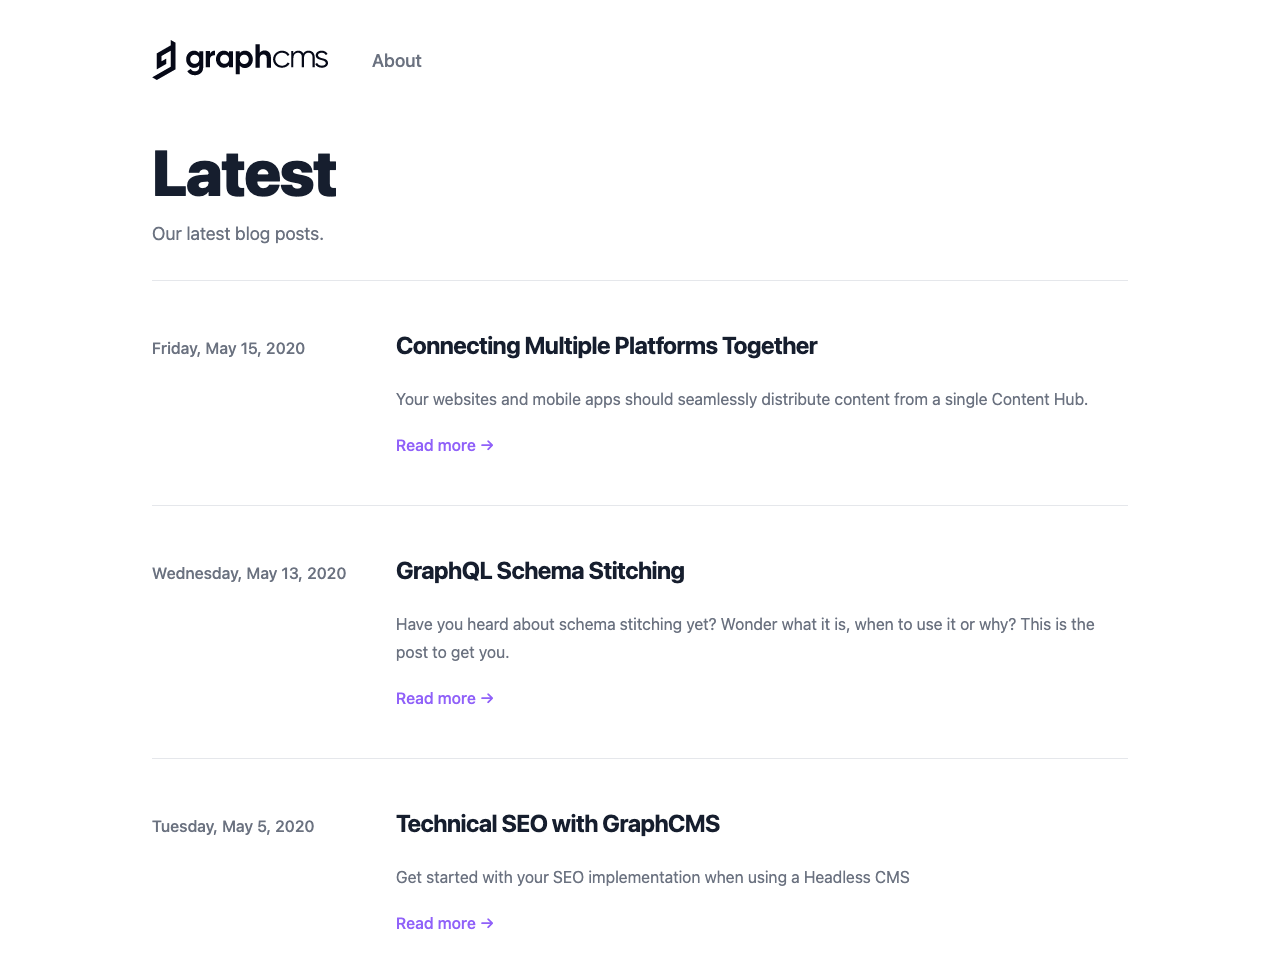 graphcms
About
Latest
Our latest blog posts.
Friday, May 15, 2020
Connecting Multiple Platforms Together
Your websites and mobile apps should seamlessly distribute content from a single Content Hub.
Read more →
Wednesday, May 13, 2020
GraphQL Schema Stitching
Have you heard about schema stitching yet? Wonder what it is, when to use it or why? This is the
post to get you.
Read more →
Tuesday, May 5, 2020
Technical SEO with GraphCMS
Get started with your SEO implementation when using a Headless CMS
Read more →